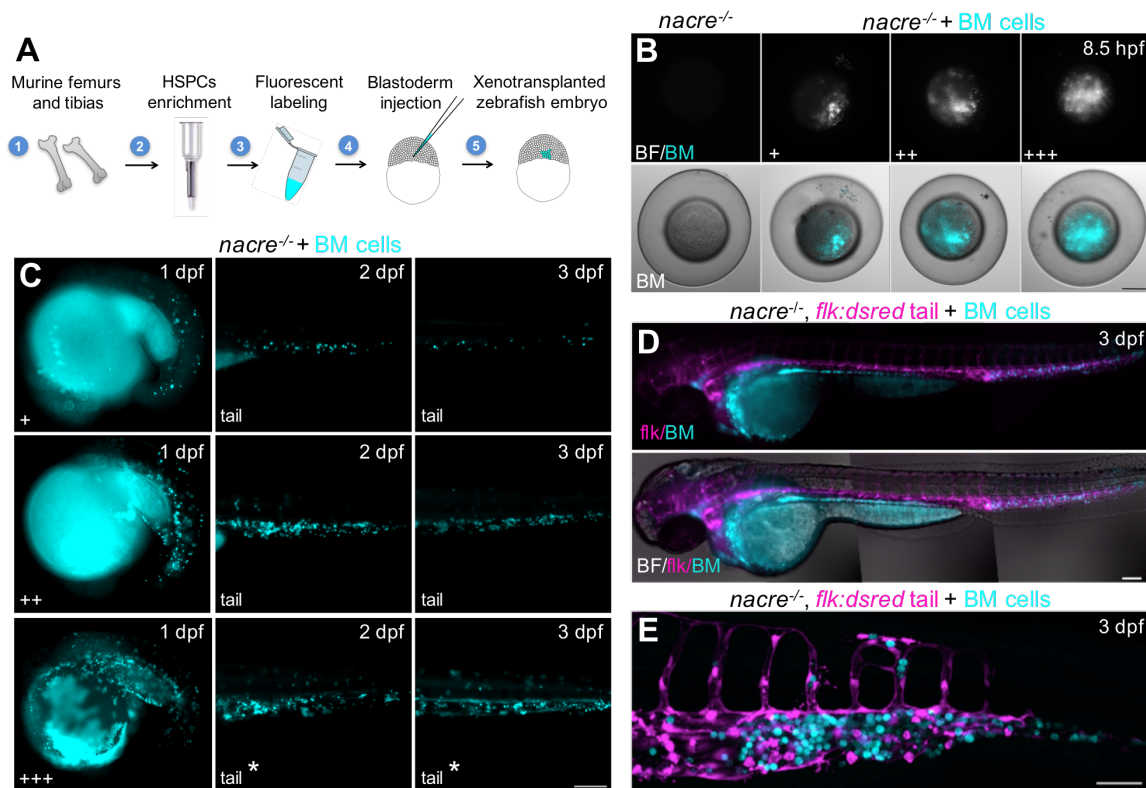 A
Murine femurs
and tibias
HSPCs
enrichment
Fluorescent
labeling
Blastoderm
injection
Xenotransplanted
zebrafish embryo
1
2
3
4
5
nacre-/-
nacre-/- + BM cells
B
8.5 hpf
BF/BM
+
++
+++
BM
nacre-/- + BM cells
C
1 dpf
2 dpf
3 dpf
+
tail
tail
1 dpf
2 dpf
3 dpf
++
tail
tail
1 dpf
2 dpf
3 dpf
+++
tail *
tail *
nacre-/-, flk:dsred tail + BM cells
D
3 dpf
flk/BM
BF/flk/BM
nacre-/-, flk:dsred tail + BM cells
E
3 dpf